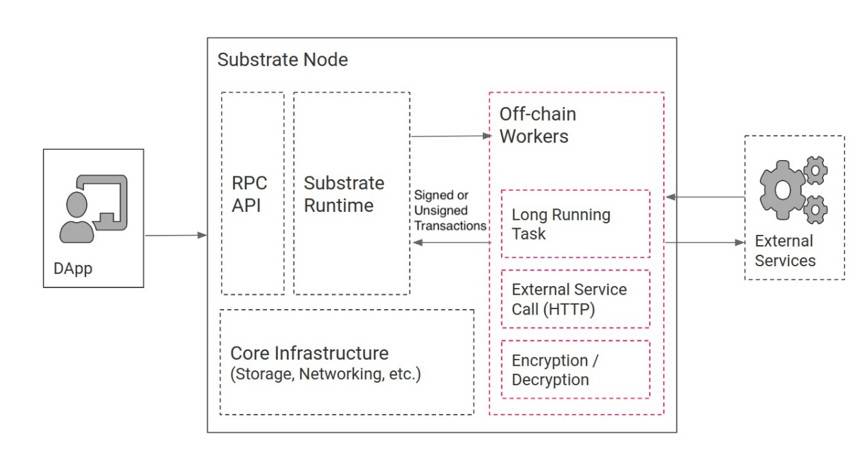 Substrate Node
DApp
RPC
API
Substrate
Runtime
Signed or
Unsigned
Transactions
Core Infrastructure
(Storage, Networking, etc.)
Off-chain
Workers
Long Running
Task
External Service
Call (HTTP)
Encryption /
Decryption
External
Services